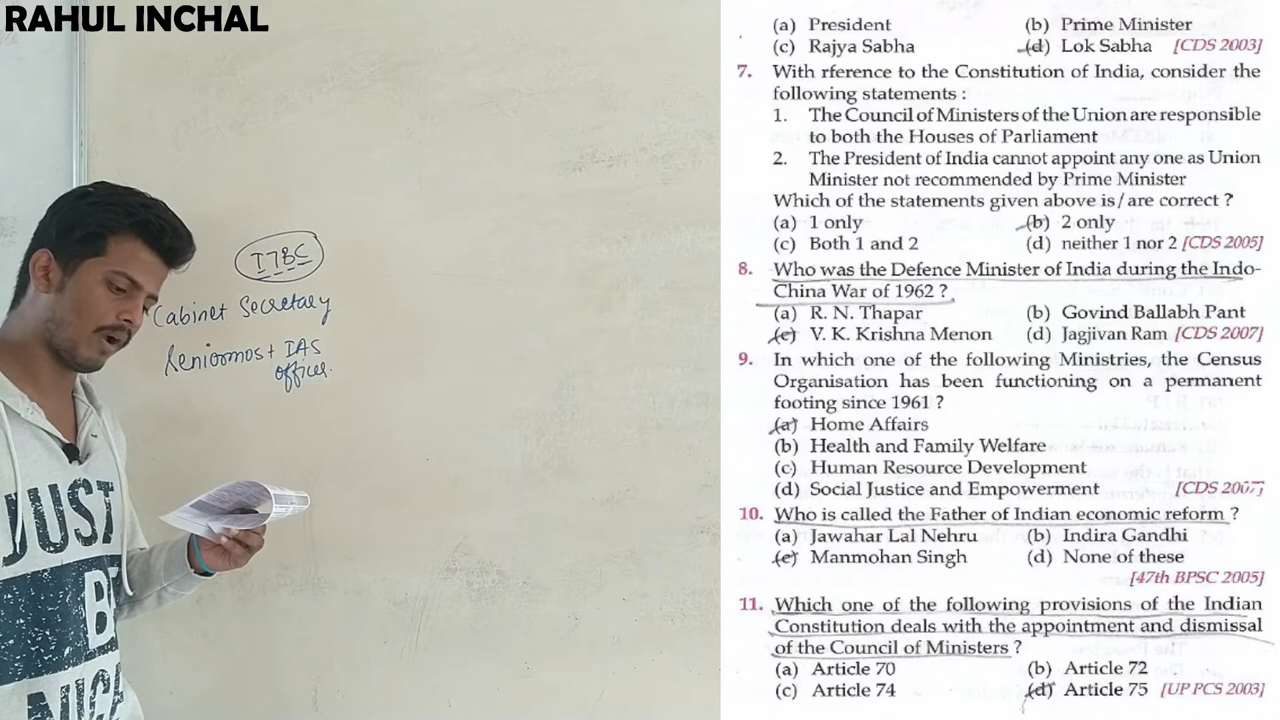 RAHUL INCHAL
I7BC
Cabinet Secretary
Seniormost IAS
officer.
JUST
BE
NICE
(a) President (b) Prime Minister
(c) Rajya Sabha (d) Lok Sabha [CDS 2003]
7. With rference to the Constitution of India, consider the
following statements :
1. The Council of Ministers of the Union are responsible
to both the Houses of Parliament
2. The President of India cannot appoint any one as Union
Minister not recommended by Prime Minister
Which of the statements given above is/are correct ?
(a) 1 only (b) 2 only
(c) Both 1 and 2 (d) neither 1 nor 2 [CDS 2005]
8. Who was the Defence Minister of India during the Indo-
China War of 1962 ?
(a) R. N. Thapar (b) Govind Ballabh Pant
(c) V. K. Krishna Menon (d) Jagjivan Ram [CDS 2007]
9. In which one of the following Ministries, the Census
Organisation has been functioning on a permanent
footing since 1961 ?
(a) Home Affairs
(b) Health and Family Welfare
(c) Human Resource Development
(d) Social Justice and Empowerment [CDS 2007]
10. Who is called the Father of Indian economic reform ?
(a) Jawahar Lal Nehru (b) Indira Gandhi
(c) Manmohan Singh (d) None of these
[47th BPSC 2005]
11. Which one of the following provisions of the Indian
Constitution deals with the appointment and dismissal
of the Council of Ministers ?
(a) Article 70 (b) Article 72
(c) Article 74 (d) Article 75 [UP PCS 2003]